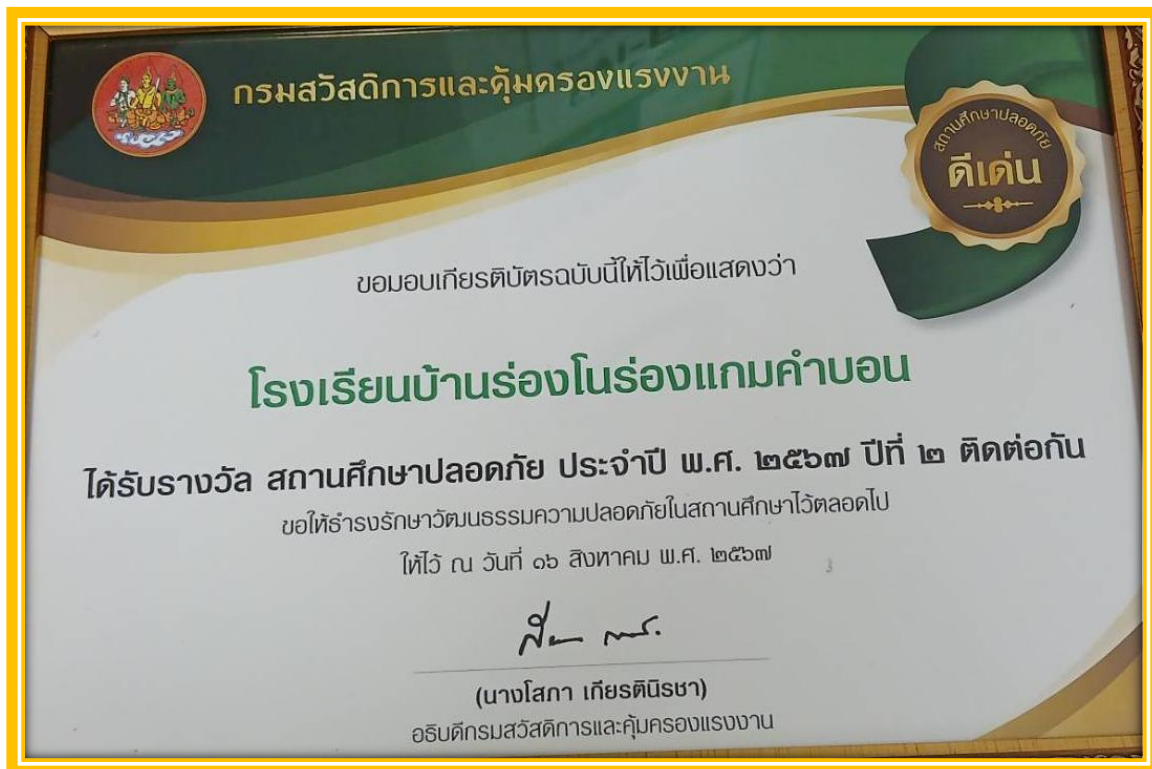 กรมสวัสดิการและคุ้มครองแรงงาน
สถานศึกษาปลอดภัย
ดีเด่น
ขอมอบเกียรติบัตรฉบับนี้ให้ไว้เพื่อแสดงว่า
โรงเรียนบ้านร่องโนร่องแกมคำบอน
ได้รับรางวัล สถานศึกษาปลอดภัย ประจำปี พ.ศ. ๒๕๖๗ ปีที่ ๒ ติดต่อกัน
ขอให้ธำรงรักษาวัฒนธรรมความปลอดภัยในสถานศึกษาไว้ตลอดไป
ให้ไว้ ณ วันที่ ๑๖ สิงหาคม พ.ศ. ๒๕๖๗
(นางโสภา เกียรตินิรชา)
อธิบดีกรมสวัสดิการและคุ้มครองแรงงาน